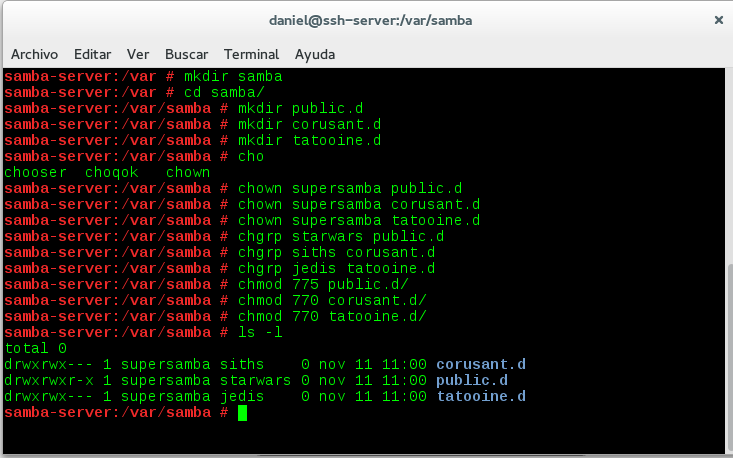 daniel@ssh-server:/var/samba ×
Archivo Editar Ver Buscar Terminal Ayuda
samba-server:/var # mkdir samba
samba-server:/var # cd samba/
samba-server:/var/samba # mkdir public.d
samba-server:/var/samba # mkdir corusant.d
samba-server:/var/samba # mkdir tatooine.d
samba-server:/var/samba # cho
chooser  choqok   chown
samba-server:/var/samba # chown supersamba public.d
samba-server:/var/samba # chown supersamba corusant.d
samba-server:/var/samba # chown supersamba tatooine.d
samba-server:/var/samba # chgrp starwars public.d
samba-server:/var/samba # chgrp siths corusant.d
samba-server:/var/samba # chgrp jedis tatooine.d
samba-server:/var/samba # chmod 775 public.d/
samba-server:/var/samba # chmod 770 corusant.d/
samba-server:/var/samba # chmod 770 tatooine.d/
samba-server:/var/samba # ls -l
total 0
drwxrwx--- 1 supersamba siths    0 nov 11 11:00 corusant.d
drwxrwxr-x 1 supersamba starwars 0 nov 11 11:00 public.d
drwxrwx--- 1 supersamba jedis    0 nov 11 11:00 tatooine.d
samba-server:/var/samba #